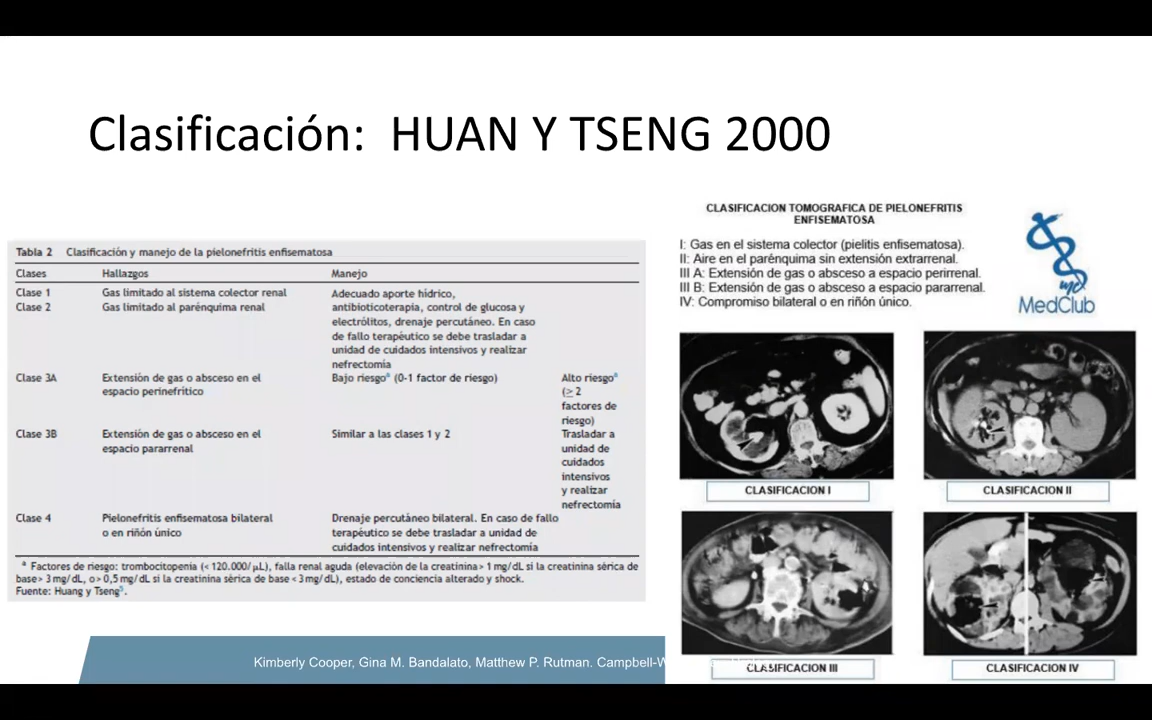 Clasificación: HUAN Y TSENG 2000
Tabla 2 Clasificación y manejo de la pielonefritis enfisematosa
Clases Hallazgos Manejo
Clase 1 Gas limitado al sistema colector renal Adecuado aporte hídrico,
Clase 2 Gas limitado al parénquima renal antibioticoterapia, control de glucosa y
electrólitos, drenaje percutáneo. En caso
de fallo terapéutico se debe trasladar a
unidad de cuidados intensivos y realizar
nefrectomía
Clase 3A Extensión de gas o absceso en el Bajo riesgoa (0-1 factor de riesgo) Alto riesgoa
espacio perinefrítico (≥ 2
factores de
riesgo)
Clase 3B Extensión de gas o absceso en el Similar a las clases 1 y 2 Trasladar a
espacio pararrenal unidad de
cuidados
intensivos
y realizar
nefrectomía
Clase 4 Pielonefritis enfisematosa bilateral Drenaje percutáneo bilateral. En caso de fallo
o en riñón único terapéutico se debe trasladar a unidad de
cuidados intensivos y realizar nefrectomía
a Factores de riesgo: trombocitopenia (< 120.000/μL), falla renal aguda (elevación de la creatinina> 1 mg/dL si la creatinina sérica de
base> 3 mg/dL, o> 0,5 mg/dL si la creatinina sérica de base < 3 mg/dL), estado de conciencia alterado y shock.
Fuente: Huang y Tseng5.
CLASIFICACION TOMOGRAFICA DE PIELONEFRITIS
ENFISEMATOSA
I: Gas en el sistema colector (pielitis enfisematosa).
II: Aire en el parénquima sin extensión extrarrenal.
III A: Extensión de gas o absceso a espacio perirrenal.
III B: Extensión de gas o absceso a espacio pararrenal.
IV: Compromiso bilateral o en riñón único.
md
MedClub
CLASIFICACION I
CLASIFICACION II
CLASIFICACION III
CLASIFICACION IV
Kimberly Cooper, Gina M. Bandalato, Matthew P. Rutman. Campbell-W